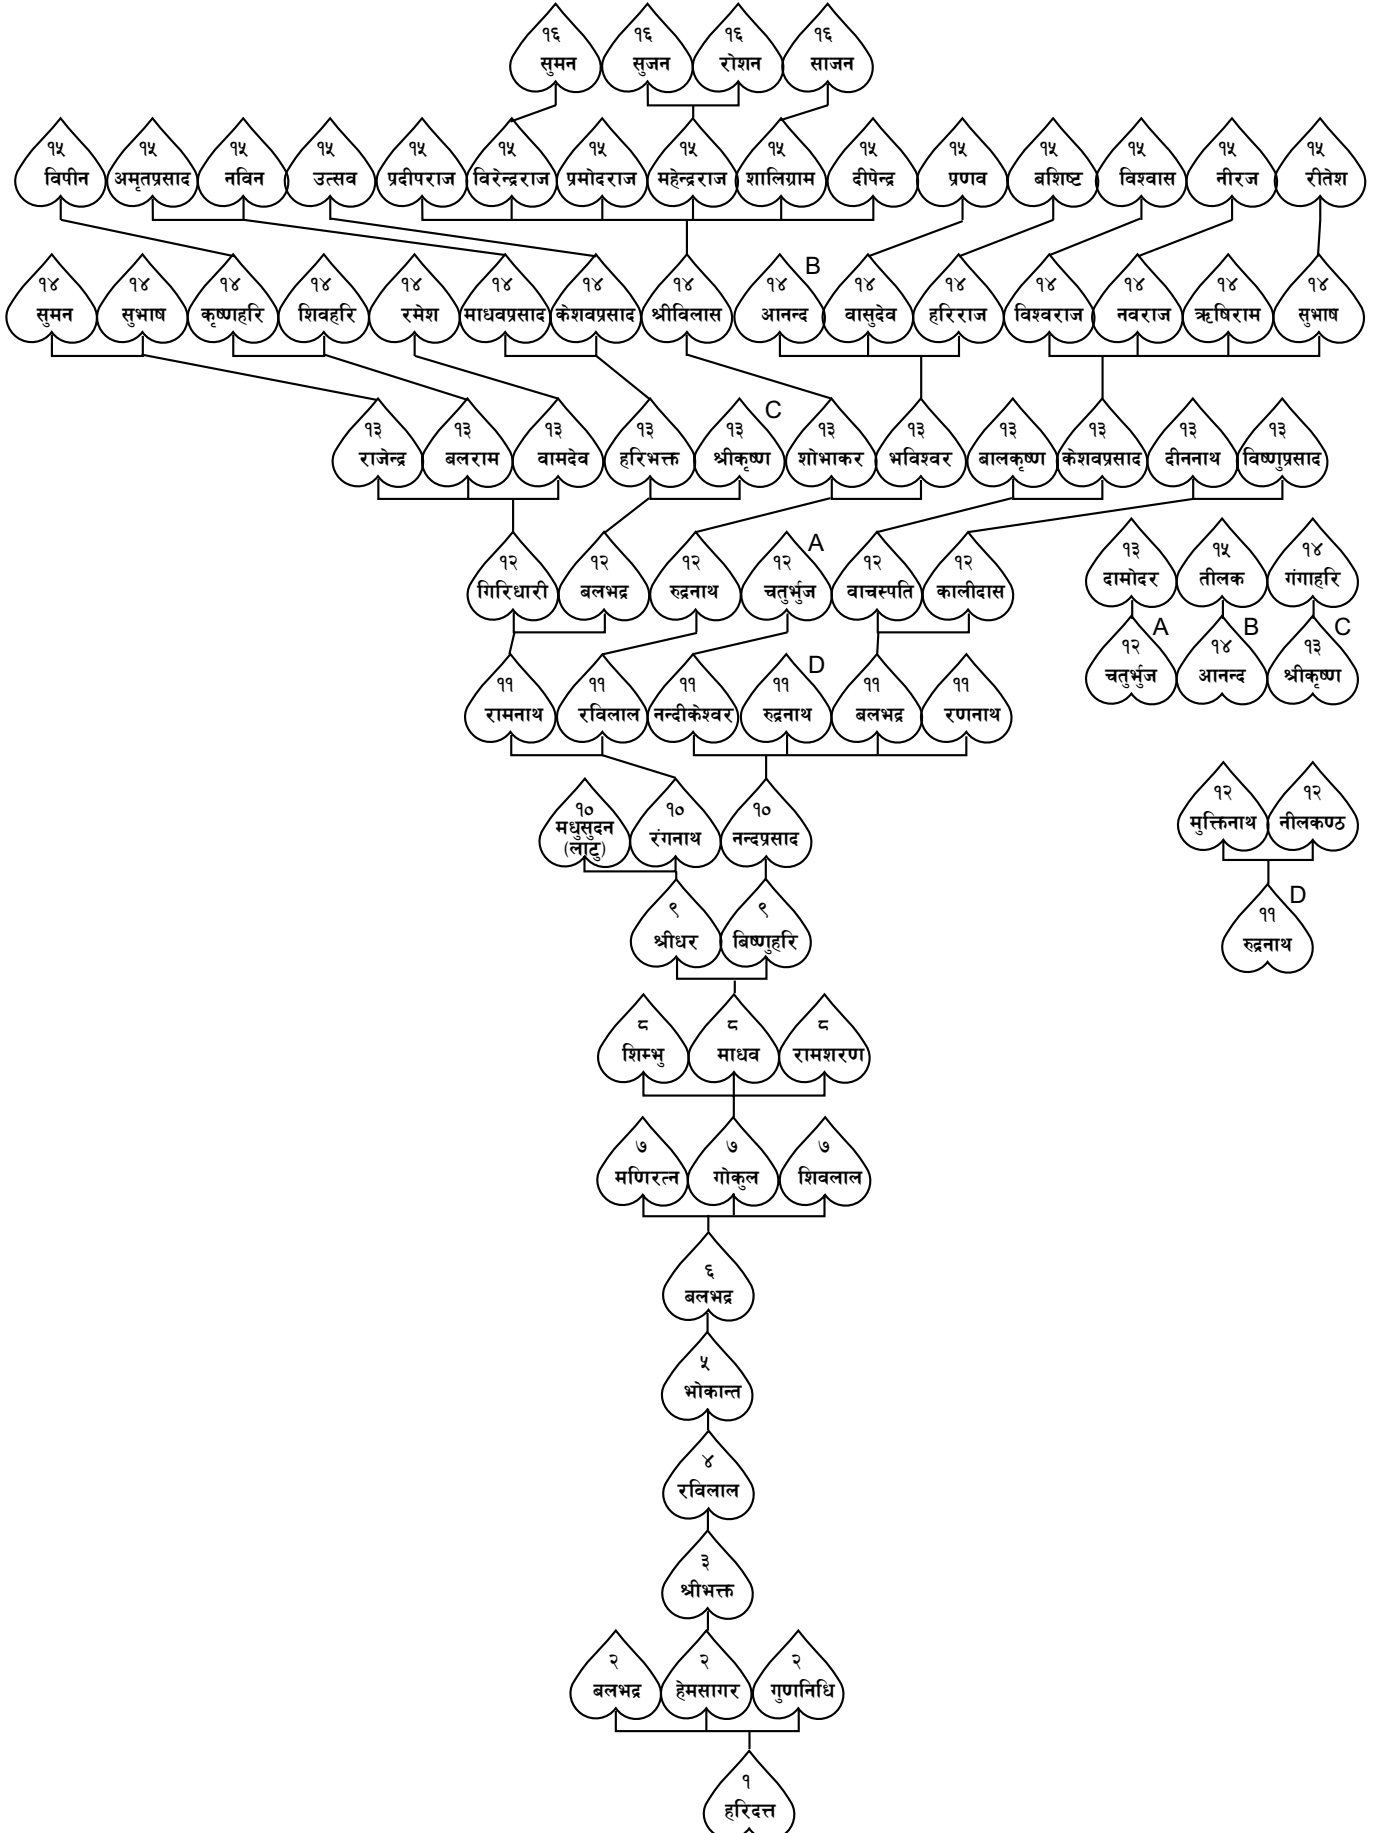 १६ १६ १६ १६
सुमन सुजन रोशन साजन
१५ १५ १५ १५ १५ १५ १५ १५ १५ १५ १५ १५ १५ १५ १५
विपीन अमृतप्रसाद नविन उत्सव प्रदीपराज विरेन्द्रराज प्रमोदराज महेन्द्रराज शालिग्राम दीपेन्द्र प्रणव बशिष्ट विश्वास नीरज रीतेश
१४ १४ १४ १४ १४ १४ १४ १४ १४ B १४ १४ १४ १४ १४ १४
सुमन सुभाष कृष्णहरि शिवहरि रमेश माधवप्रसाद केशवप्रसाद श्रीविलास आनन्द वासुदेव हरिराज विश्वराज नवराज ऋषिराम सुभाष
१३ १३ १३ १३ १३ C १३ १३ १३ १३ १३ १३
राजेन्द्र बलराम वामदेव हरिभक्त श्रीकृष्ण शोभाकर भविश्वर बालकृष्ण केशवप्रसाद दीननाथ विष्णुप्रसाद
१२ १२ १२ १२ A १२ १२
गिरिधारी बलभद्र रुद्रनाथ चतुर्भुज वाचस्पति कालीदास
१३ १५ १४
दामोदर तीलक गंगाहरि
१२ A १४ B १३ C
चतुर्भुज आनन्द श्रीकृष्ण
११ ११ ११ ११ D ११ ११
रामनाथ रविलाल नन्दीकेश्वर रुद्रनाथ बलभद्र रणनाथ
१० १० १०
मधुसुदन (लाटु) रंगनाथ नन्दप्रसाद
१२ १२
मुक्तिनाथ नीलकण्ठ
११ D
रुद्रनाथ
९ ९
श्रीधर बिष्णुहरि
८ ८ ८
शिम्भु माधव रामशरण
७ ७ ७
मणिरत्न गोकुल शिवलाल
६
बलभद्र
५
भोकान्त
४
रविलाल
३
श्रीभक्त
२ २ २
बलभद्र हेमसागर गुणनिधि
१
हरिदत्त